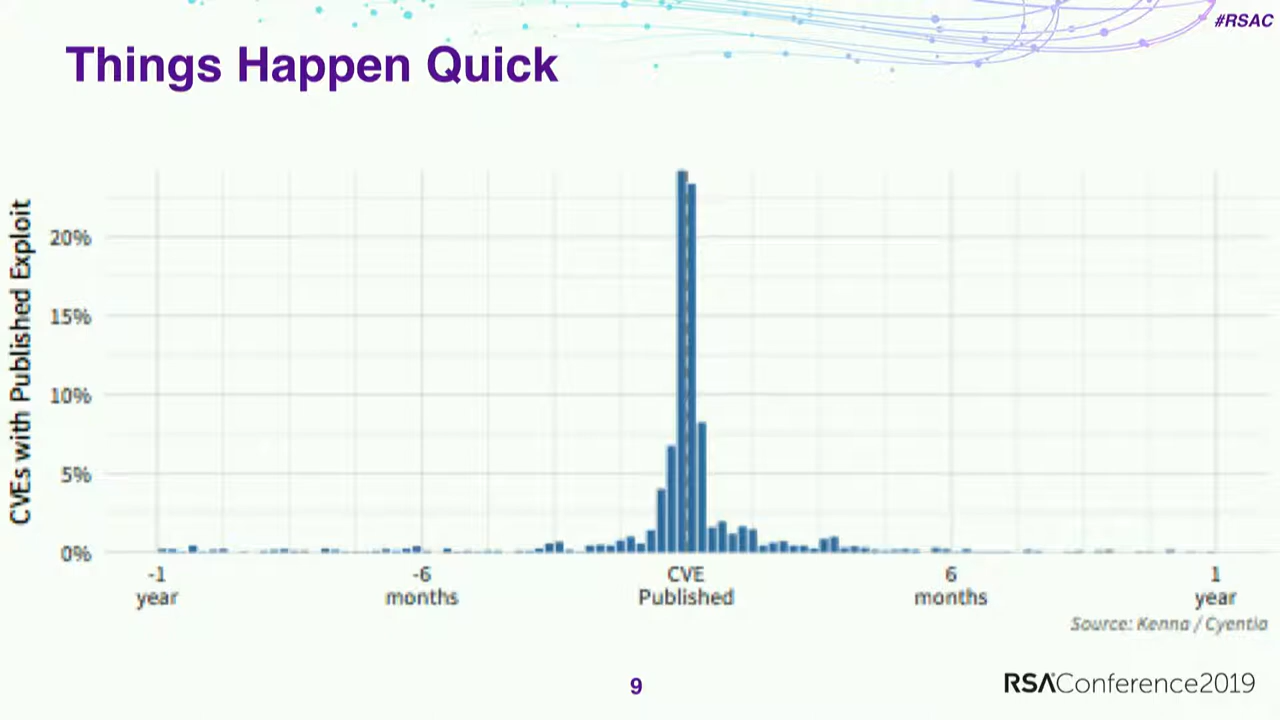 #RSAC
Things Happen Quick
CVEs with Published Exploit
20%
15%
10%
5%
0%
-1
year
-6
months
CVE
Published
6
months
1
year
Source: Kenna / Cyentia
9
RSAConference2019